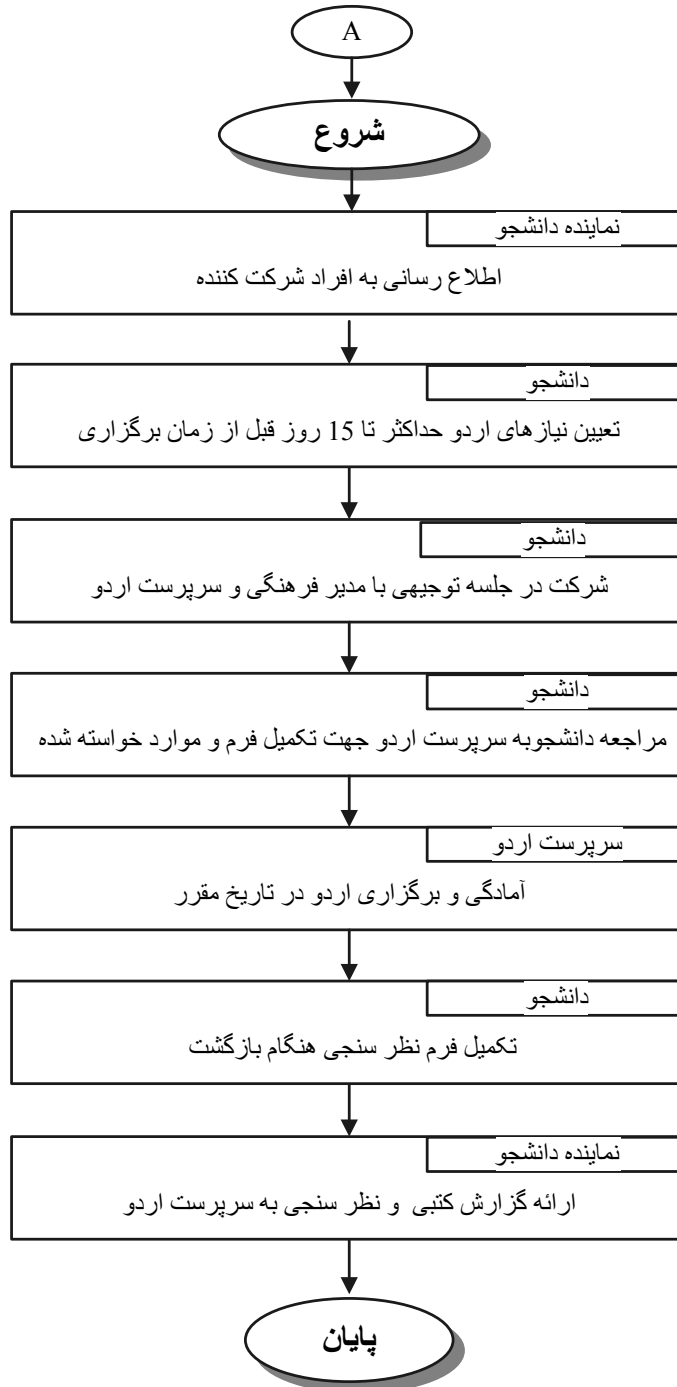 A
شروع
نماینده دانشجو
اطلاع رسانی به افراد شرکت کننده
دانشجو
تعیین نیازهای اردو حداکثر تا 15 روز قبل از زمان برگزاری
دانشجو
شرکت در جلسه توجیهی با مدیر فرهنگی و سرپرست اردو
دانشجو
مراجعه دانشجوبه سرپرست اردو جهت تکمیل فرم و موارد خواسته شده
سرپرست اردو
آمادگی و برگزاری اردو در تاریخ مقرر
دانشجو
تکمیل فرم نظر سنجی هنگام بازگشت
نماینده دانشجو
ارائه گزارش کتبی و نظر سنجی به سرپرست اردو
پایان